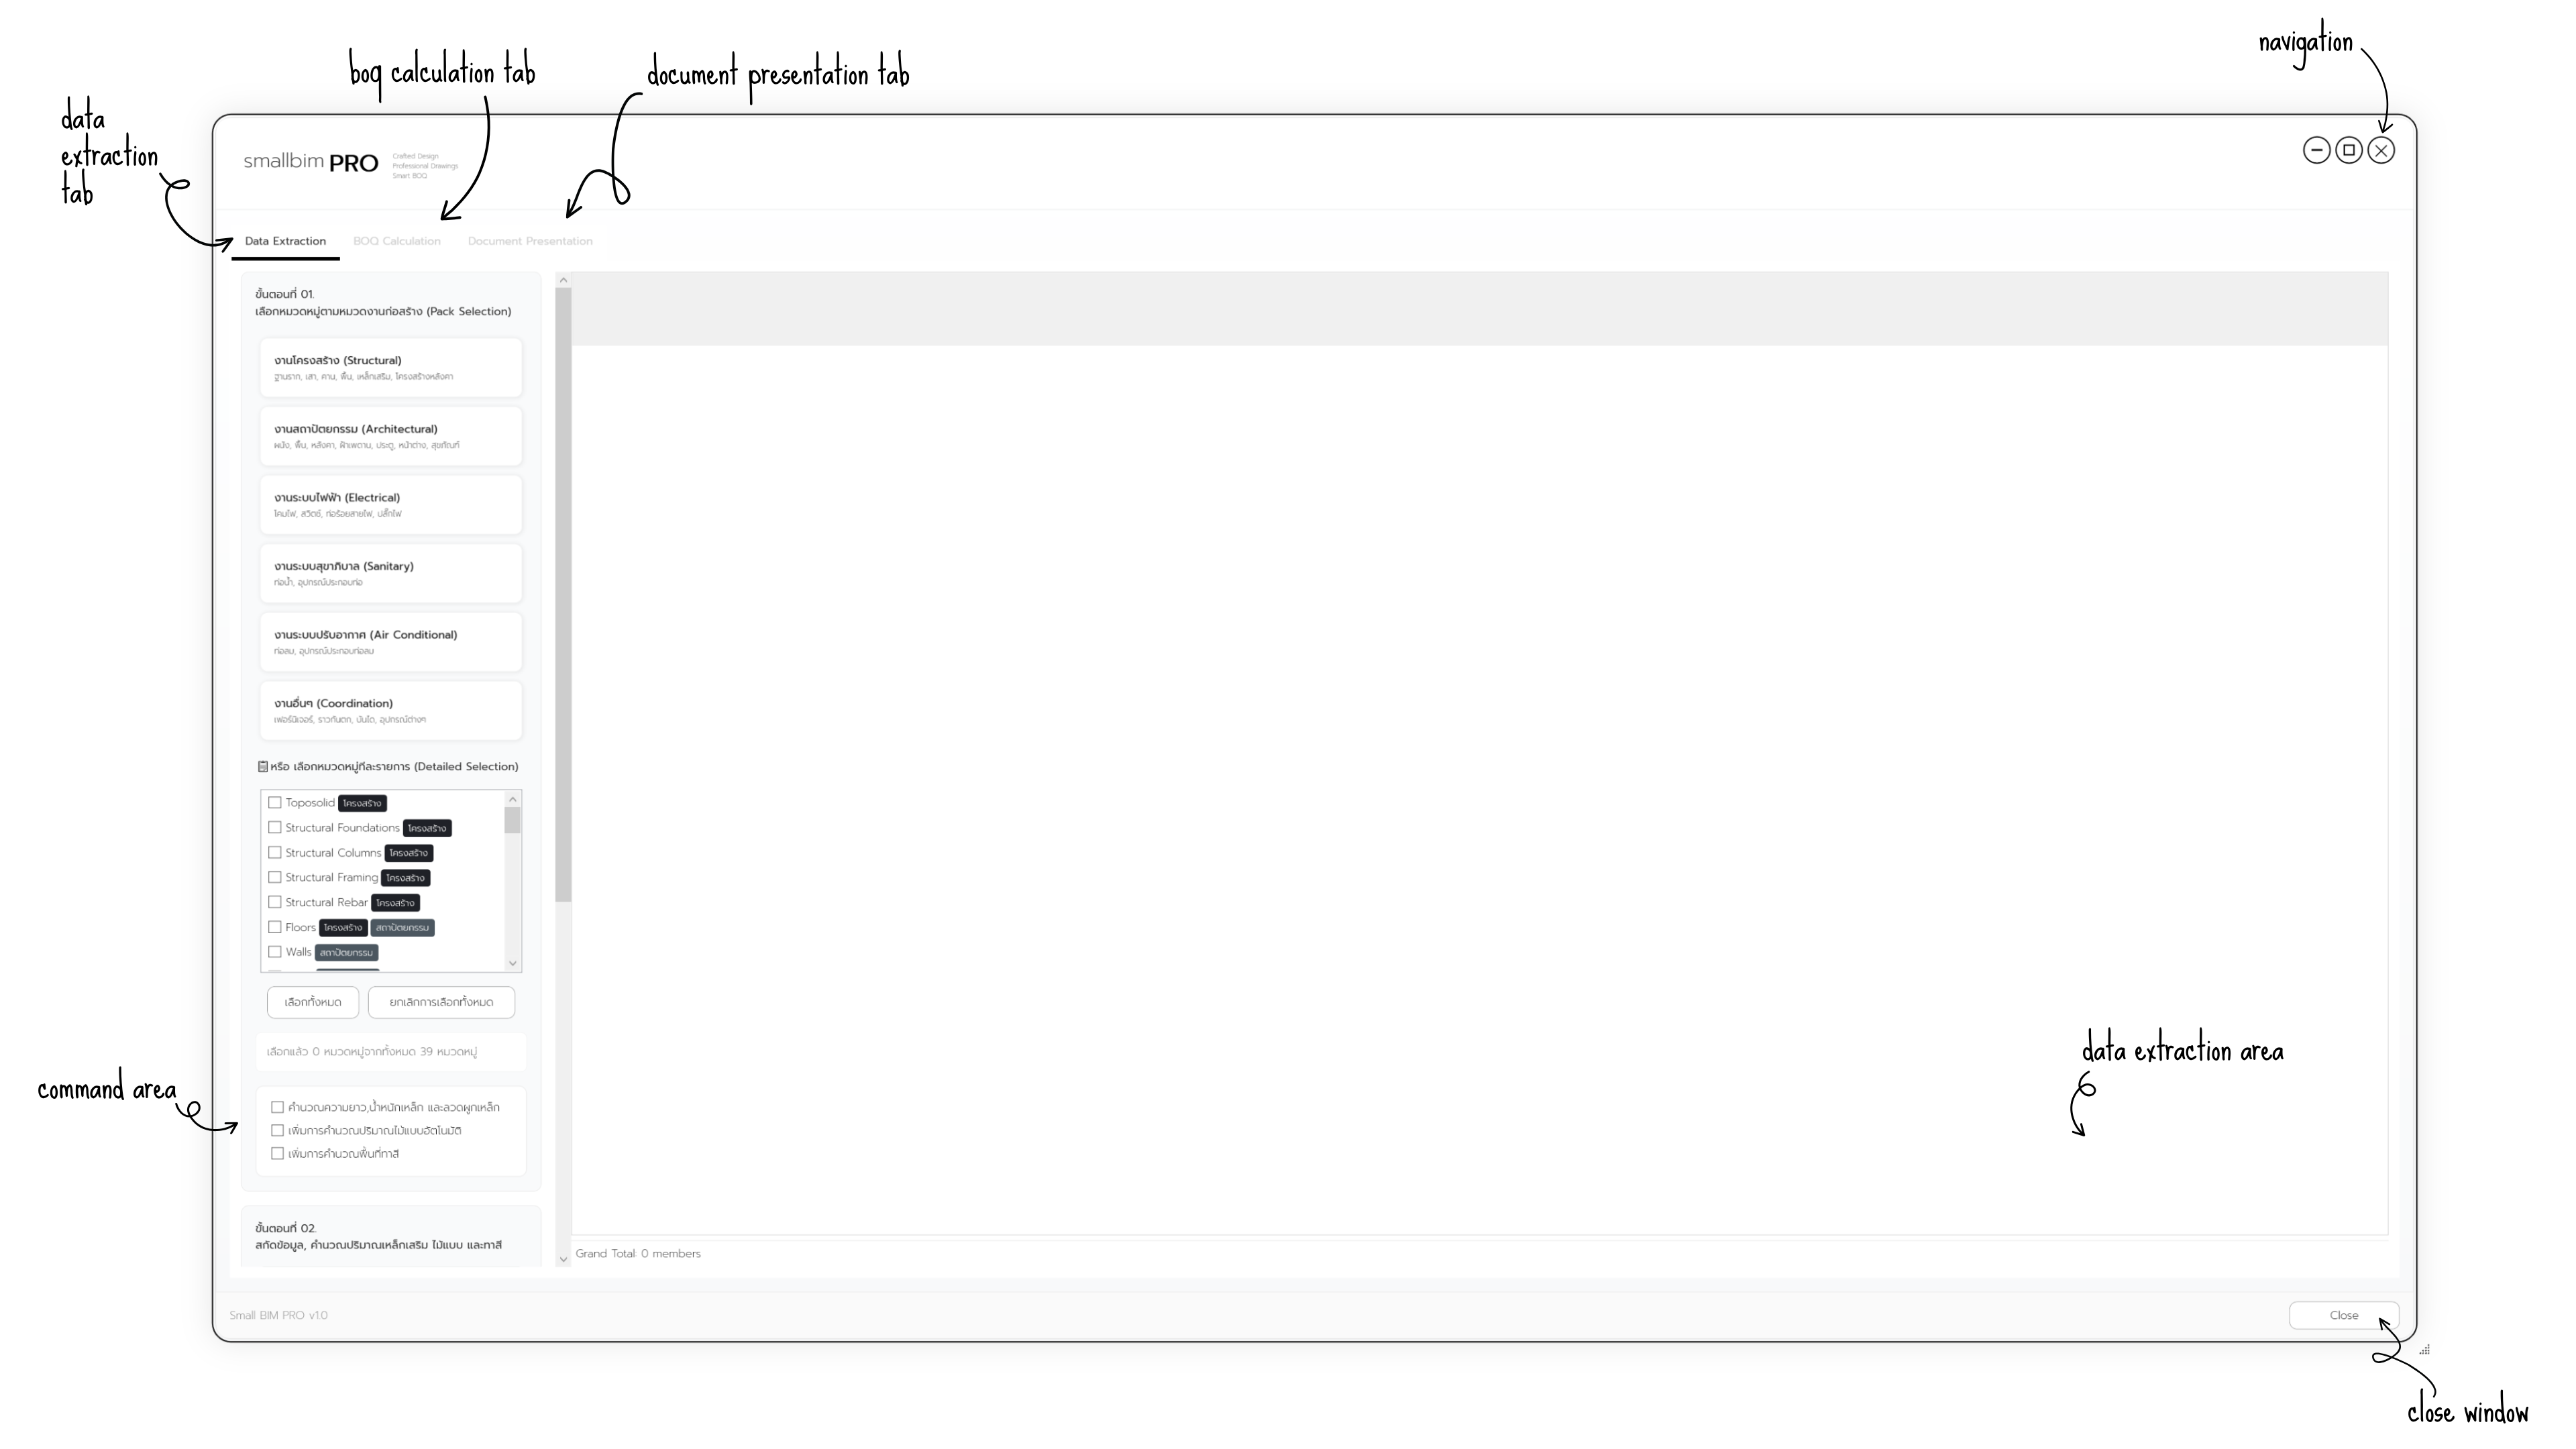 navigation
boq calculation tab
document presentation tab
data
extraction
tab
smallbim PRO
Crafted Design
Professional Drawings
Smart BOQ
Data Extraction
BOQ Calculation
Document Presentation
ขั้นตอนที่ 01.
เลือกหมวดหมู่ตามหมวดงานก่อสร้าง (Pack Selection)
งานโครงสร้าง (Structural)
ฐานราก, เสา, คาน, พื้น, เหล็กเสริม, โครงสร้างหลังคา
งานสถาปัตยกรรม (Architectural)
ผนัง, พื้น, หลังคา, ฝ้าเพดาน, ประตู, หน้าต่าง, สุขภัณฑ์
งานระบบไฟฟ้า (Electrical)
โคมไฟ, สวิตช์, ท่อร้อยสายไฟ, ปลั๊กไฟ
งานระบบสุขาภิบาล (Sanitary)
ท่อน้ำ, อุปกรณ์ประกอบท่อ
งานระบบปรับอากาศ (Air Conditional)
ท่อลม, อุปกรณ์ประกอบท่อลม
งานอื่นๆ (Coordination)
เฟอร์นิเจอร์, ราวกันตก, บันได, อุปกรณ์ต่างๆ
หรือ เลือกหมวดหมู่ทีละรายการ (Detailed Selection)
Toposolid โครงสร้าง
Structural Foundations โครงสร้าง
Structural Columns โครงสร้าง
Structural Framing โครงสร้าง
Structural Rebar โครงสร้าง
Floors โครงสร้าง สถาปัตยกรรม
Walls สถาปัตยกรรม
เลือกทั้งหมด
ยกเลิกการเลือกทั้งหมด
เลือกแล้ว 0 หมวดหมู่จากทั้งหมด 39 หมวดหมู่
data extraction area
command area
คำนวณความยาว,น้ำหนักเหล็ก และลวดผูกเหล็ก
เพิ่มการคำนวณปริมาณไม้แบบอัตโนมัติ
เพิ่มการคำนวณพื้นที่ทาสี
ขั้นตอนที่ 02.
สกัดข้อมูล, คำนวณปริมาณเหล็กเสริม ไม้แบบ และทาสี
Grand Total: 0 members
Small BIM PRO v1.0
Close
close window